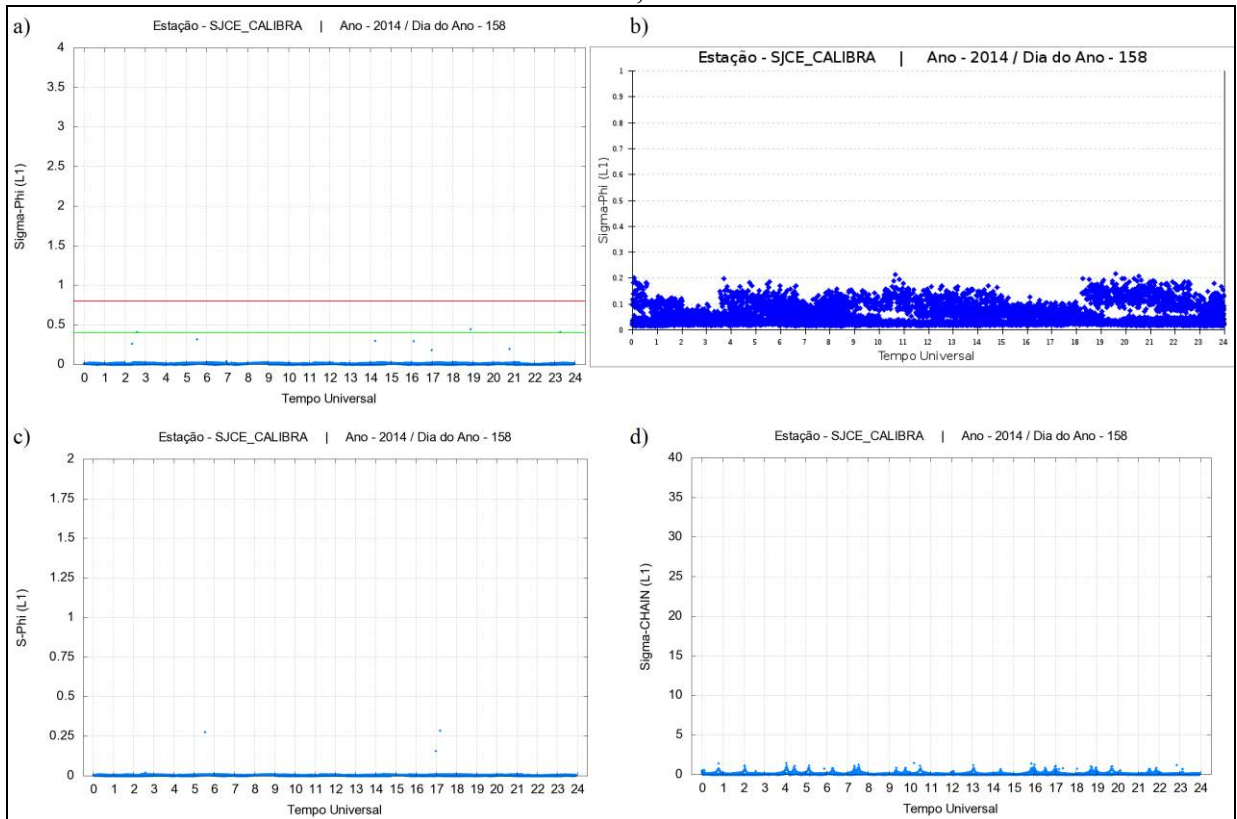 a)
Estação - SJCE_CALIBRA | Ano - 2014 / Dia do Ano - 158
4
3.5
3
2.5
2
1.5
1
0.5
0
Sigma-Phi (L1)
0 1 2 3 4 5 6 7 8 9 10 11 12 13 14 15 16 17 18 19 20 21 22 23 24
Tempo Universal
b)
Estação - SJCE_CALIBRA | Ano - 2014 / Dia do Ano - 158
1
0.9
0.8
0.7
0.6
0.5
0.4
0.3
0.2
0.1
0
Sigma-Phi (L1)
0 1 2 3 4 5 6 7 8 9 10 11 12 13 14 15 16 17 18 19 20 21 22 23 24
Tempo Universal
c)
Estação - SJCE_CALIBRA | Ano - 2014 / Dia do Ano - 158
2
1.75
1.5
1.25
1
0.75
0.5
0.25
0
S-Phi (L1)
0 1 2 3 4 5 6 7 8 9 10 11 12 13 14 15 16 17 18 19 20 21 22 23 24
Tempo Universal
d)
Estação - SJCE_CALIBRA | Ano - 2014 / Dia do Ano - 158
40
35
30
25
20
15
10
5
0
Sigma-CHAIN (L1)
0 1 2 3 4 5 6 7 8 9 10 11 12 13 14 15 16 17 18 19 20 21 22 23 24
Tempo Universal